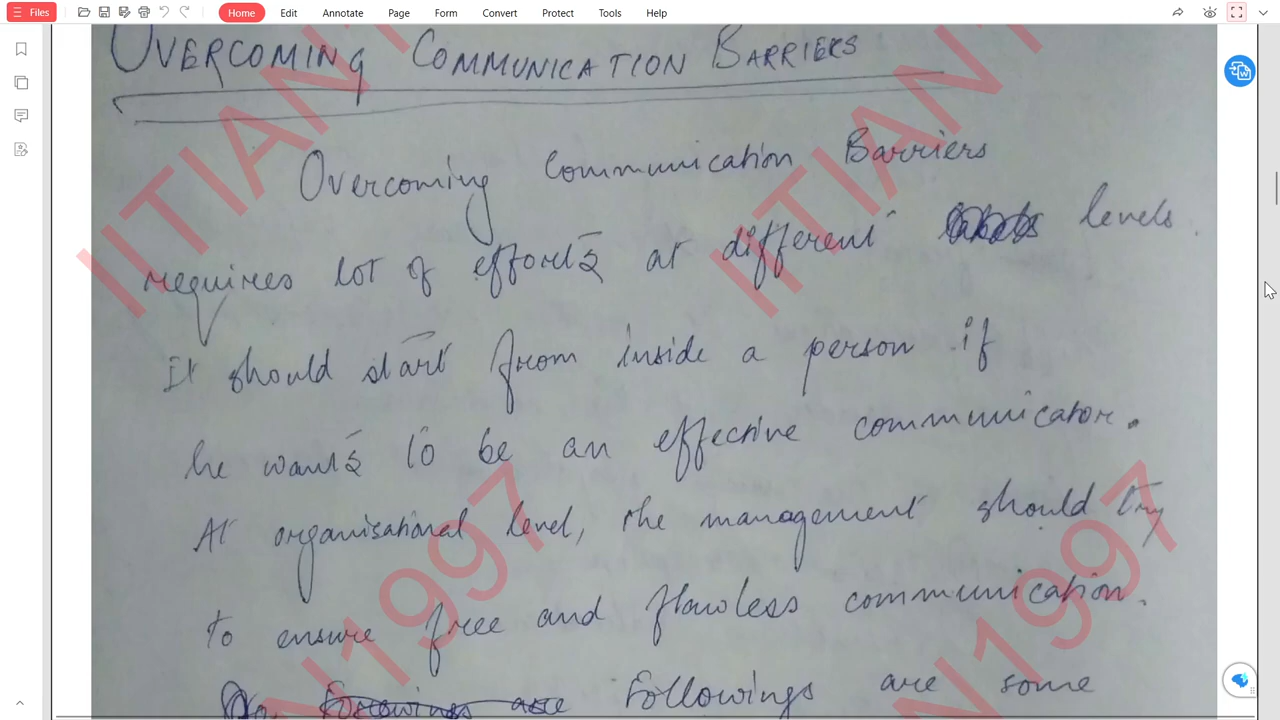 Files
Home Edit Annotate Page Form Convert Protect Tools Help
OVERCOMING COMMUNICATION BARRIERS
Overcoming Communication Barriers
requires lot of efforts at different levels.
It should start from inside a person if
he wants to be an effective communicator.
At organisational level, the management should try
to ensure free and flawless communication.
Followings are some
IITIAN1997
IITIAN1997